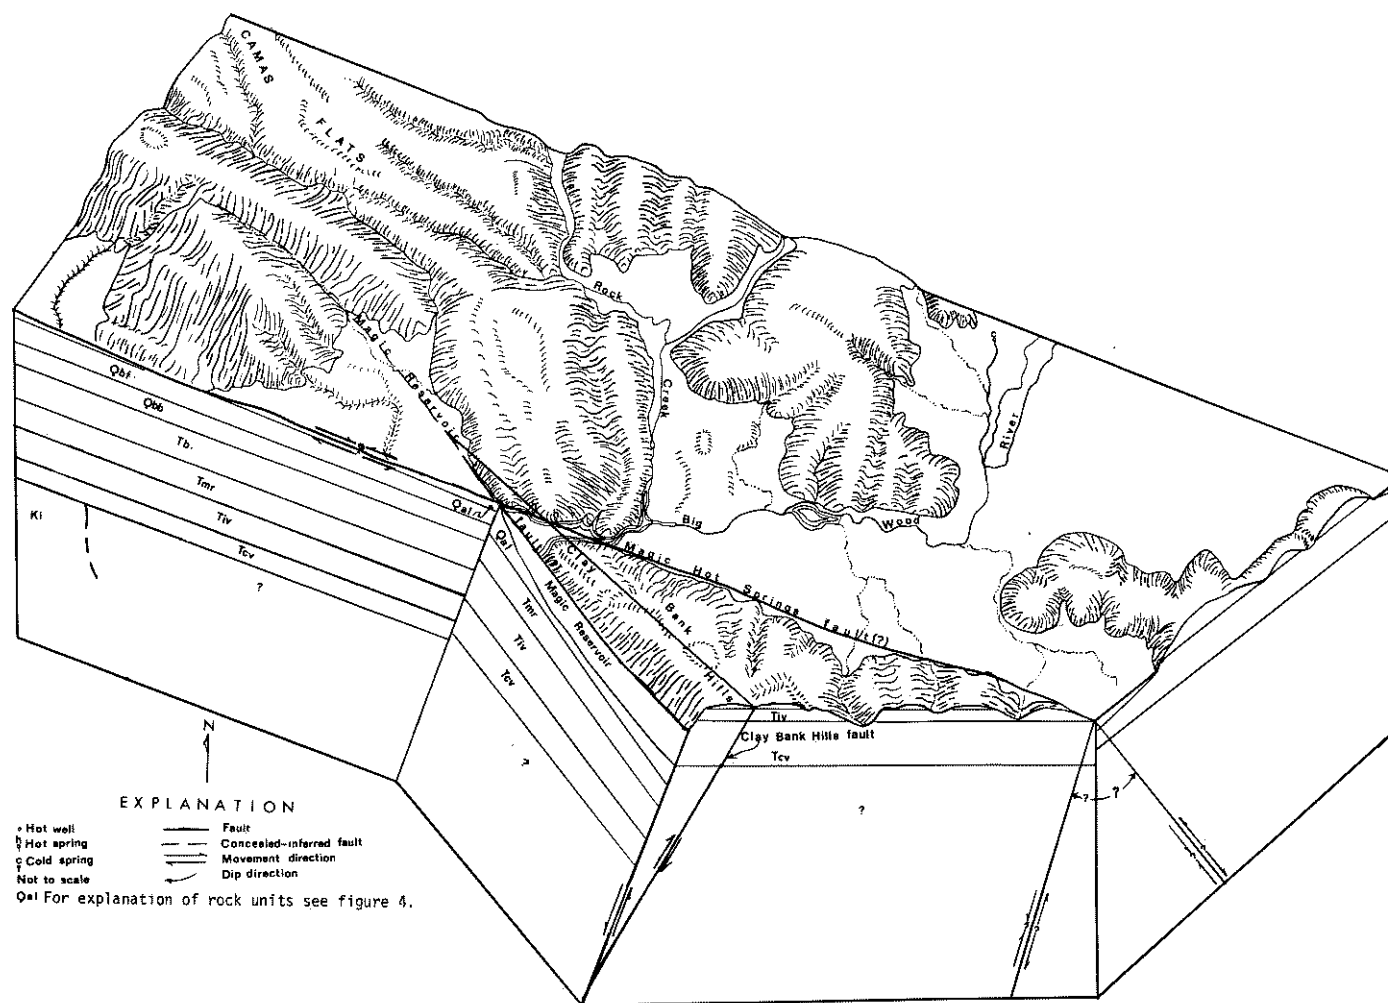 CAMAS
FLATS
Rock
Creek
Magic
Reservoir
River
Big
Wood
Magic Hot Springs fault(?)
Clay
Bank
Hills
fault(?)
Magic
Reservoir
Qbf.
Qbb
Tb.
Tmr
Tiv
Tcv
Ki
?
Qal
Qal
Tmr
Tiv
Tcv
?
Tiv
Clay Bank Hills fault
Tcv
?
?
?
c
N
EXPLANATION
Hot well
h Hot spring
c Cold spring
Not to scale
Fault
Concealed-inferred fault
Movement direction
Dip direction
Qal For explanation of rock units see figure 4.